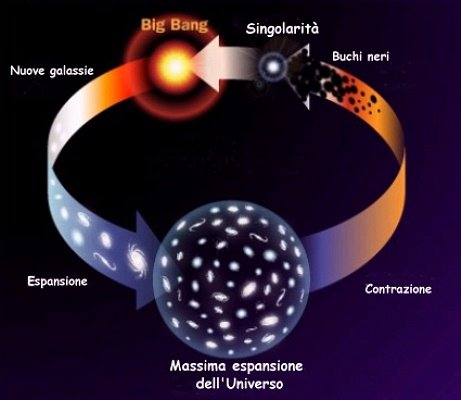 Big Bang
Singolarità
Nuove galassie
Buchi neri
Espansione
Contrazione
Massima espansione
dell'Universo